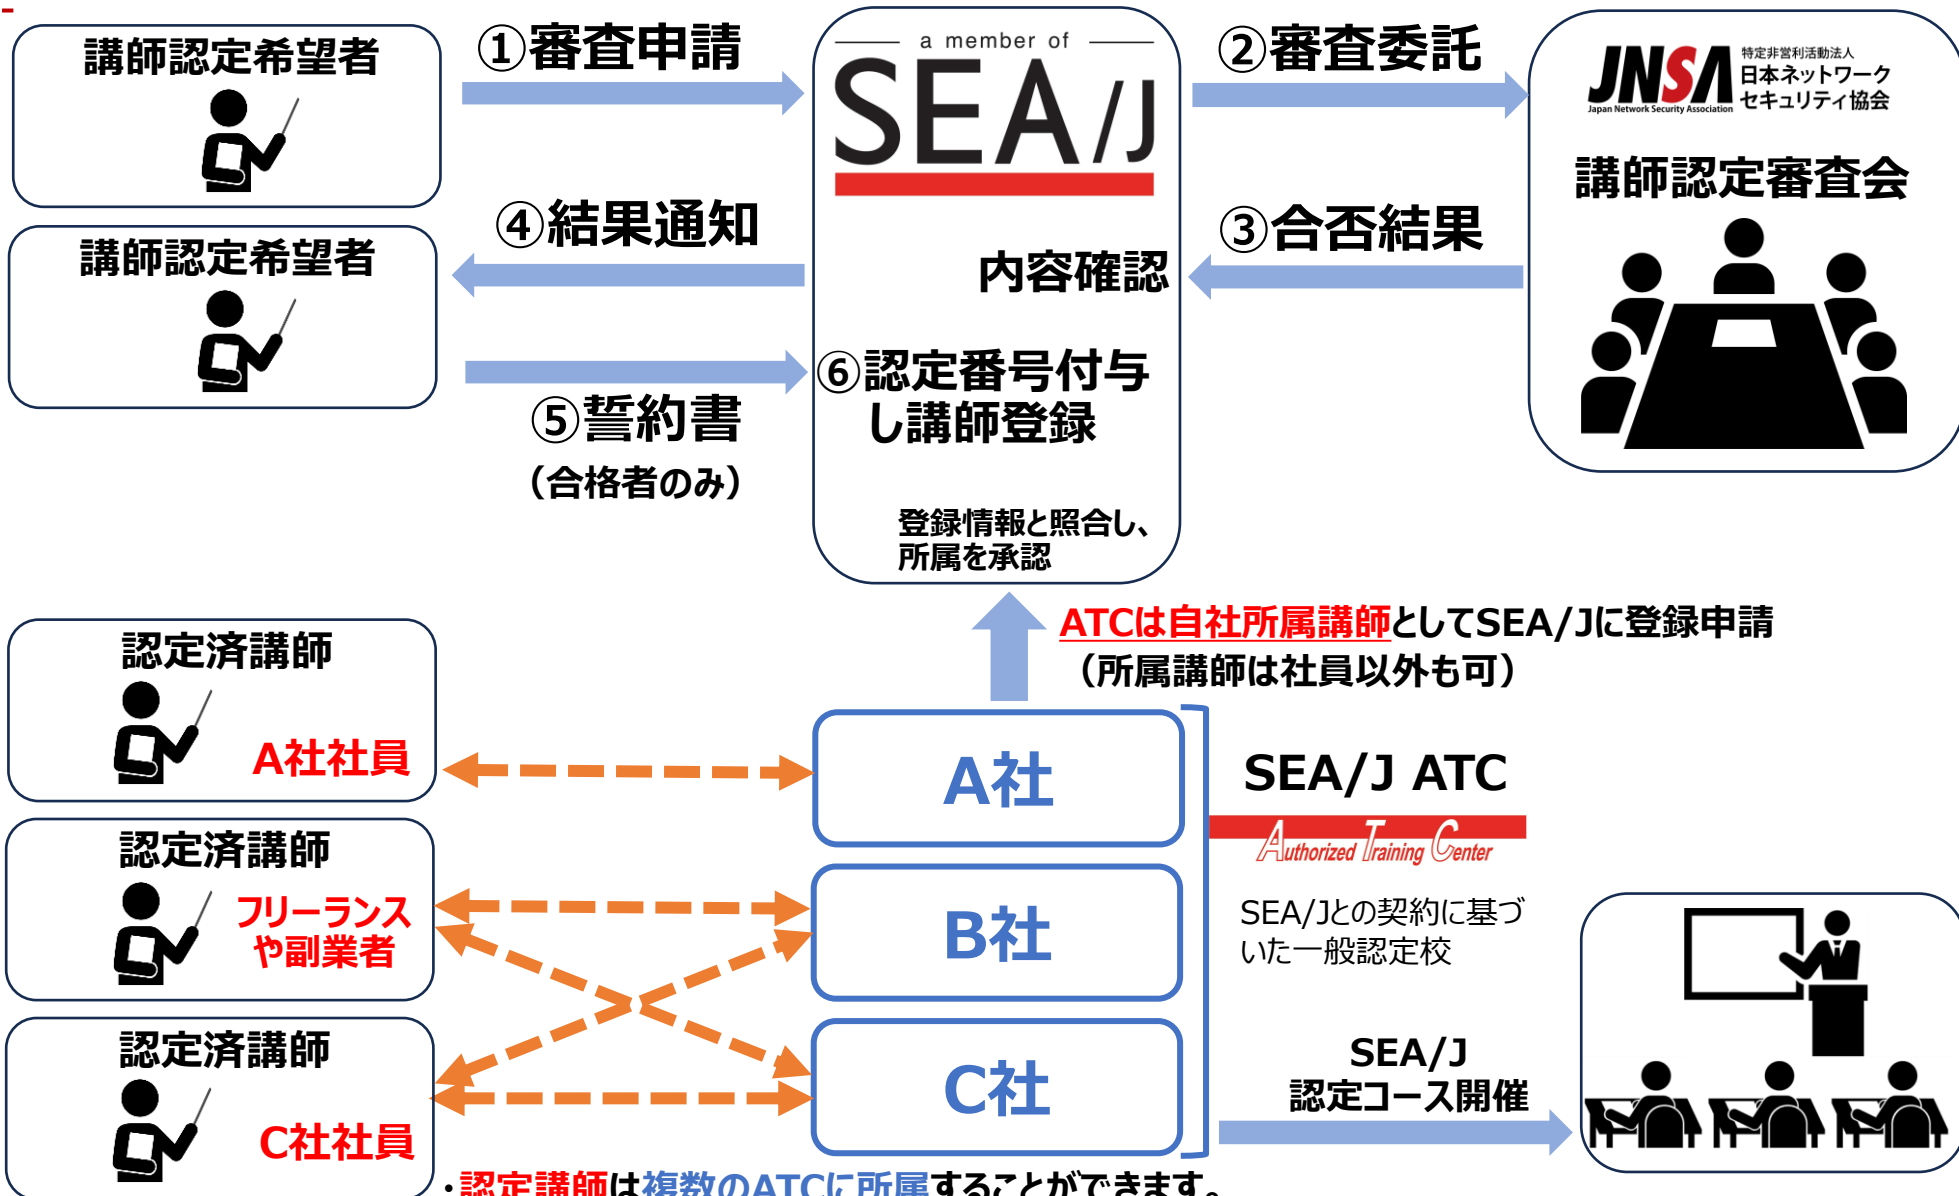 講師認定希望者
①審査申請
a member of
SEA/J
②審査委託
JNSA
Japan Network Security Association
特定非営利活動法人
日本ネットワーク
セキュリティ協会
講師認定審査会
講師認定希望者
④結果通知
内容確認
③合否結果
⑤誓約書
（合格者のみ）
⑥認定番号付与
し講師登録
登録情報と照合し、
所属を承認
ATCは自社所属講師としてSEA/Jに登録申請
（所属講師は社員以外も可）
認定済講師
A社社員
認定済講師
フリーランス
や副業者
認定済講師
C社社員
A社
B社
C社
SEA/J ATC
Authorized Training Center
SEA/Jとの契約に基づ
いた一般認定校
SEA/J
認定コース開催
・認定講師は複数のATCに所属することができます。